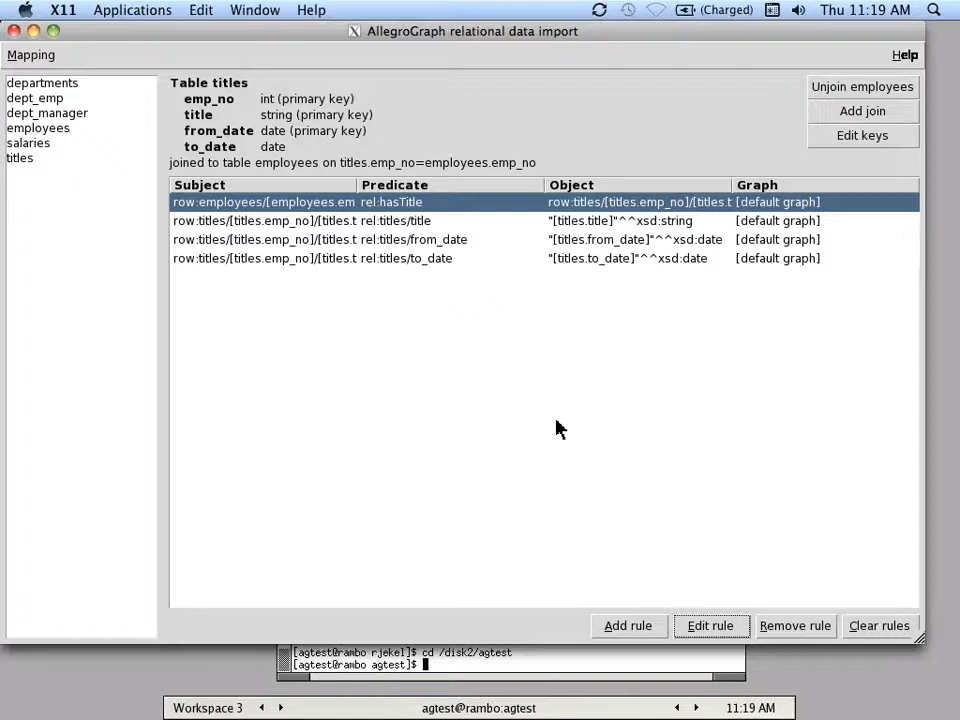 X11 Applications Edit Window Help (Charged) Thu 11:19 AM
AllegroGraph relational data import
Mapping Help
departments
dept_emp
dept_manager
employees
salaries
titles
Table titles
emp_no int (primary key)
title string (primary key)
from_date date (primary key)
to_date date
joined to table employees on titles.emp_no=employees.emp_no
Unjoin employees
Add join
Edit keys
Subject Predicate Object Graph
row:employees/[employees.em rel:hasTitle row:titles/[titles.emp_no]/[titles.t [default graph]
row:titles/[titles.emp_no]/[titles.t rel:titles/title "[titles.title]"^^xsd:string [default graph]
row:titles/[titles.emp_no]/[titles.t rel:titles/from_date "[titles.from_date]"^^xsd:date [default graph]
row:titles/[titles.emp_no]/[titles.t rel:titles/to_date "[titles.to_date]"^^xsd:date [default graph]
Add rule Edit rule Remove rule Clear rules
[agtest@rambo rjekel]$ cd /disk2/agtest
[agtest@rambo agtest]$
Workspace 3 agtest@rambo:agtest 11:19 AM